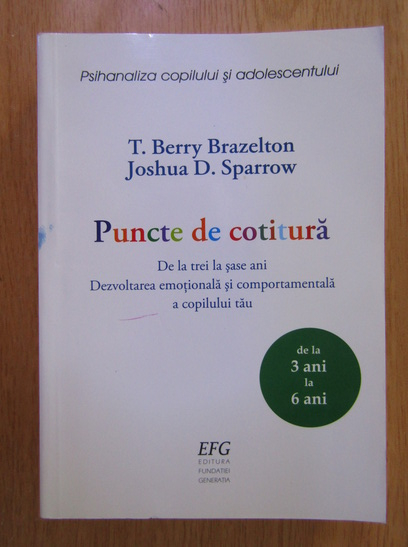 Psihanaliza copilului și adolescentului
T. Berry Brazelton
Joshua D. Sparrow
Puncte de cotitură
De la trei la șase ani
Dezvoltarea emoțională și comportamentală
a copilului tău
de la
3 ani
la
6 ani
EFG
EDITURA
FUNDAȚIEI
GENERAȚIA